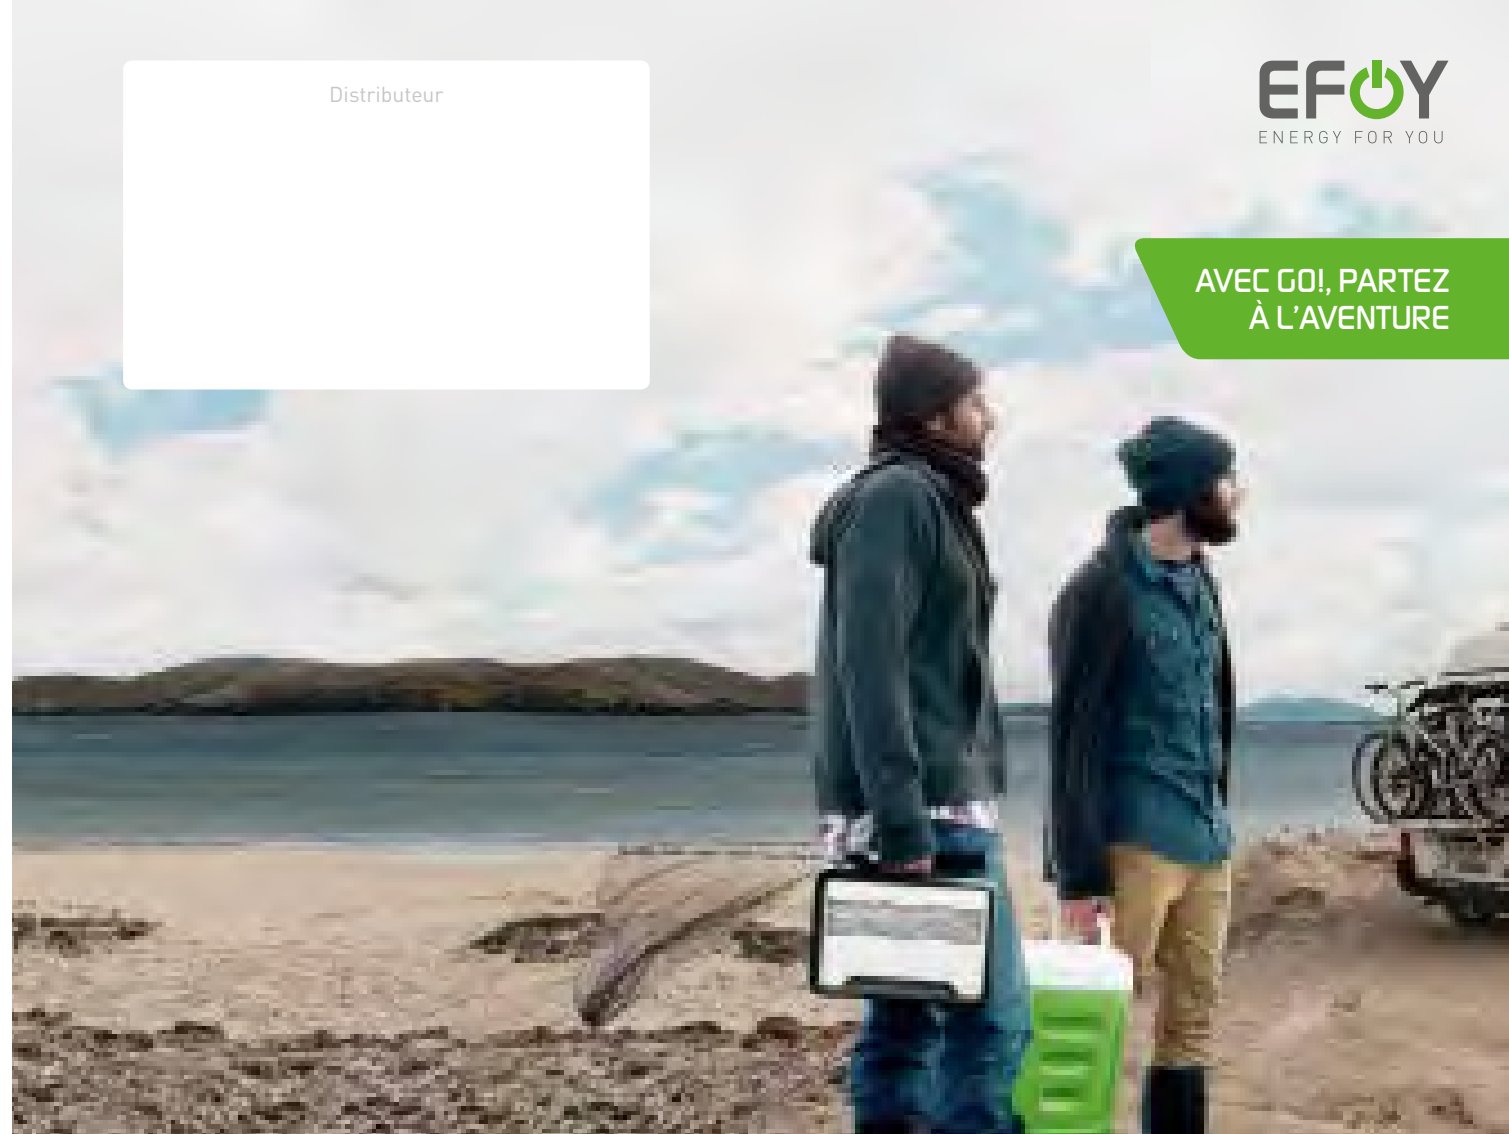 Distributeur
EFOY
ENERGY FOR YOU
AVEC GO!, PARTEZ
À L'AVENTURE